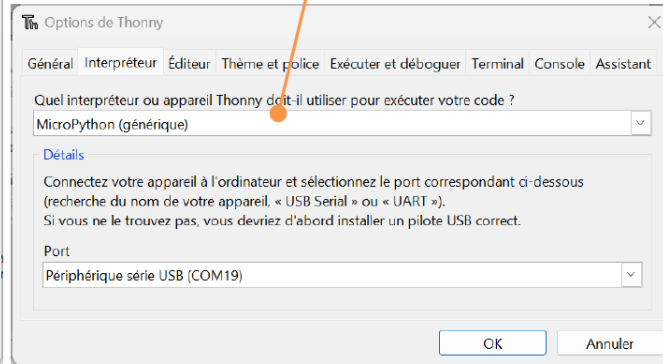 Options de Thonny
Général Interpréteur Éditeur Thème et police Exécuter et déboguer Terminal Console Assistant
Quel interpréteur ou appareil Thonny doit-il utiliser pour exécuter votre code ?
MicroPython (générique)
Détails
Connectez votre appareil à l'ordinateur et sélectionnez le port correspondant ci-dessous
(recherche du nom de votre appareil, « USB Serial » ou « UART »).
Si vous ne le trouvez pas, vous devriez d'abord installer un pilote USB correct.
Port
Périphérique série USB (COM19)
OK Annuler